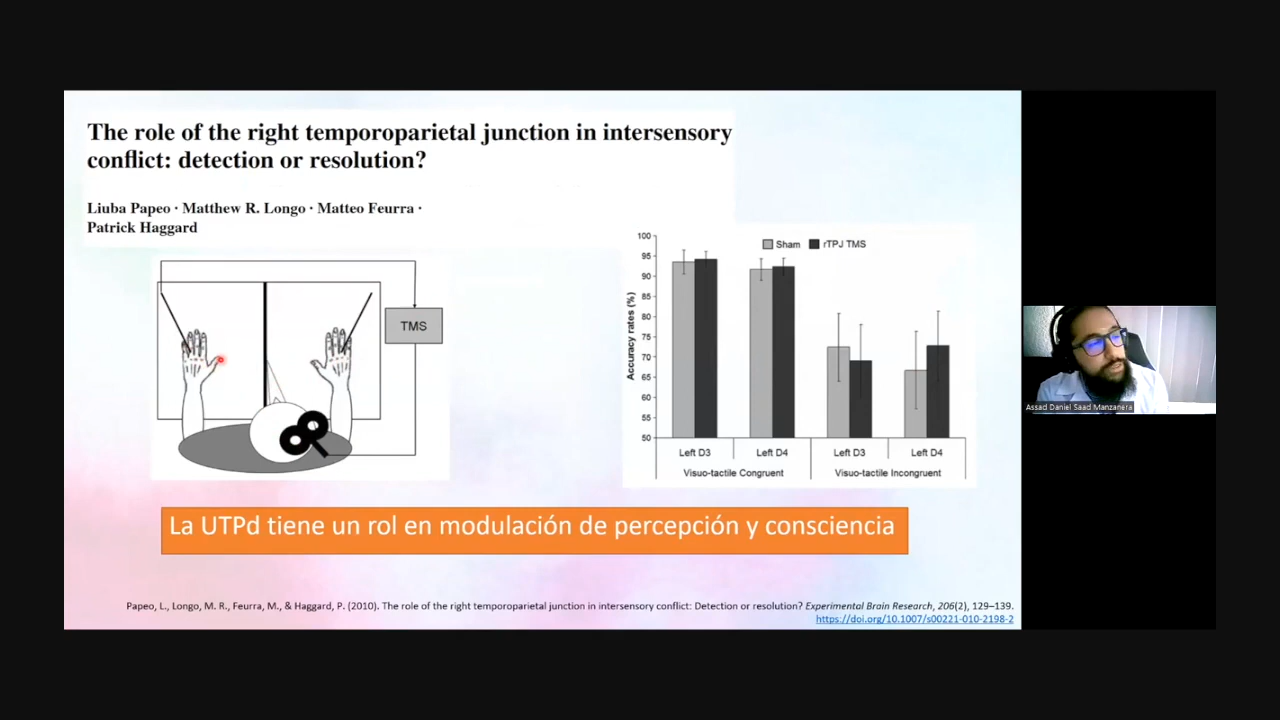 The role of the right temporoparietal junction in intersensory
conflict: detection or resolution?
Liuba Papeo · Matthew R. Longo · Matteo Feurra ·
Patrick Haggard
TMS
Sham rTPJ TMS
Accuracy rates (%)
100
95
90
85
80
75
70
65
60
55
50
Left D3 Left D4 Left D3 Left D4
Visuo-tactile Congruent Visuo-tactile Incongruent
La UTPd tiene un rol en modulación de percepción y consciencia
Papeo, L., Longo, M. R., Feurra, M., & Haggard, P. (2010). The role of the right temporoparietal junction in intersensory conflict: Detection or resolution? Experimental Brain Research, 206(2), 129–139.
https://doi.org/10.1007/s00221-010-2198-2
Assad Daniel Saad Manzanera